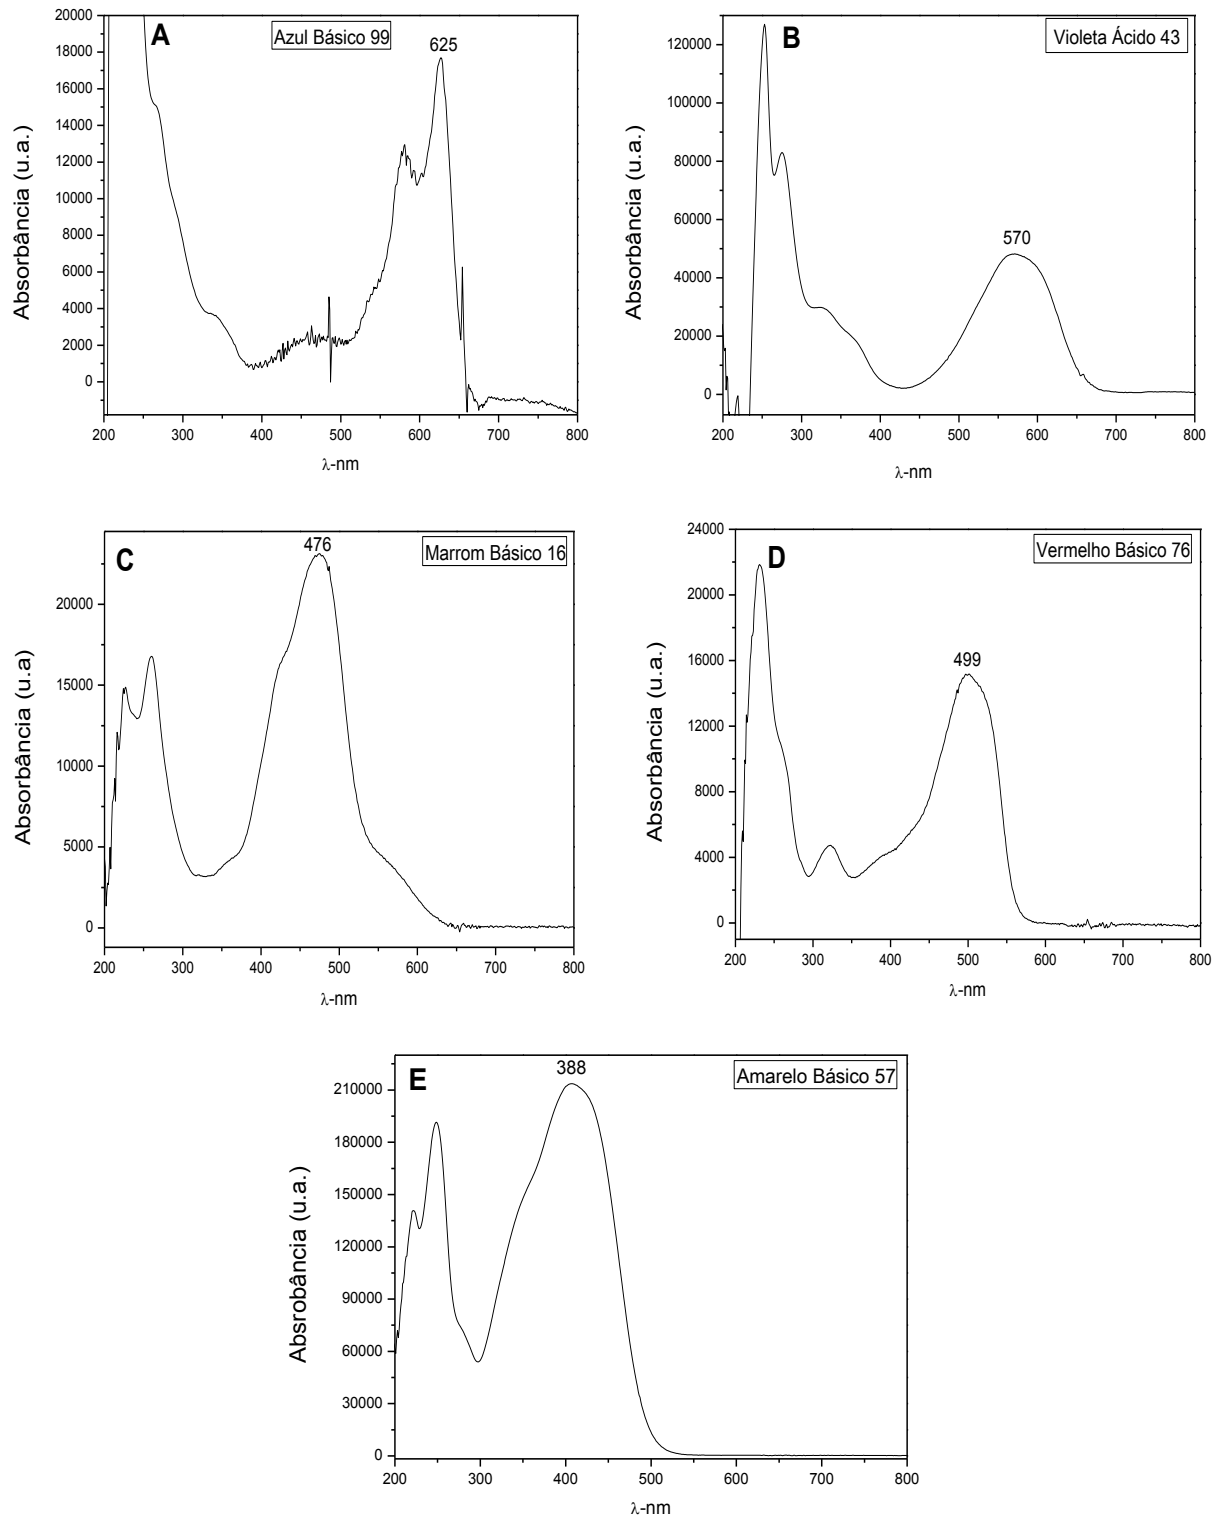 A
Azul Básico 99
625
Absorbância (u.a.)
20000
18000
16000
14000
12000
10000
8000
6000
4000
2000
0
200 300 400 500 600 700 800
λ-nm
B
Violeta Ácido 43
570
Absorbância (u.a.)
120000
100000
80000
60000
40000
20000
0
200 300 400 500 600 700 800
λ-nm
C
476
Marrom Básico 16
Absorbância (u.a)
20000
15000
10000
5000
0
200 300 400 500 600 700 800
λ-nm
D
Vermelho Básico 76
499
Absorbância (u.a.)
24000
20000
16000
12000
8000
4000
0
200 300 400 500 600 700 800
λ-nm
E
388
Amarelo Básico 57
Absrobância (u.a.)
210000
180000
150000
120000
90000
60000
30000
0
200 300 400 500 600 700 800
λ-nm